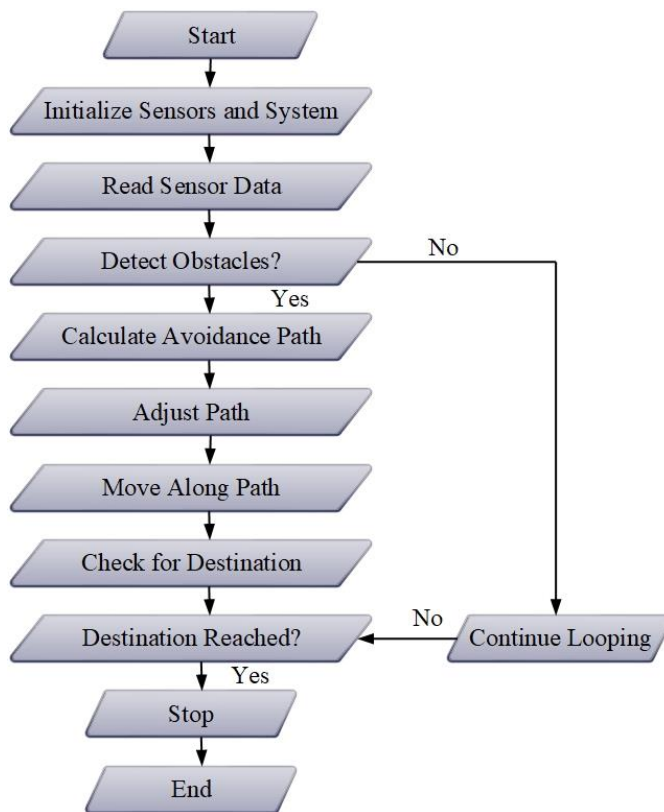 Start
Initialize Sensors and System
Read Sensor Data
Detect Obstacles?
No
Yes
Calculate Avoidance Path
Adjust Path
Move Along Path
Check for Destination
Destination Reached?
No
Continue Looping
Yes
Stop
End